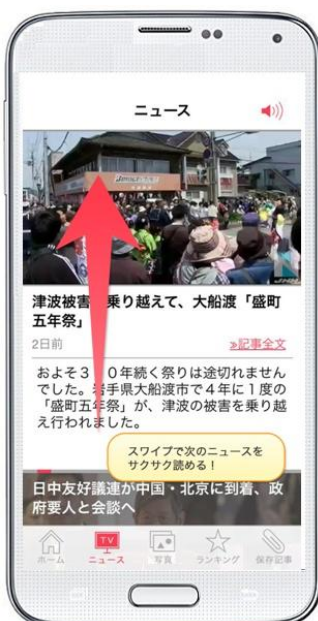 ニュース
津波被害 乗り越えて、大船渡「盛町
五年祭」
2日前
≫記事全文
およそ3 0年続く祭りは途切れません
でした。岩手県大船渡市で4年に1度の
「盛町五年祭」が、津波の被害を乗り越
え行われました。
スワイプで次のニュースを
サクサク読める!
日中友好議連が中国・北京に到着、政
府要人と会談へ
TV
ホーム
ニュース
写真
ランキング
保存記事